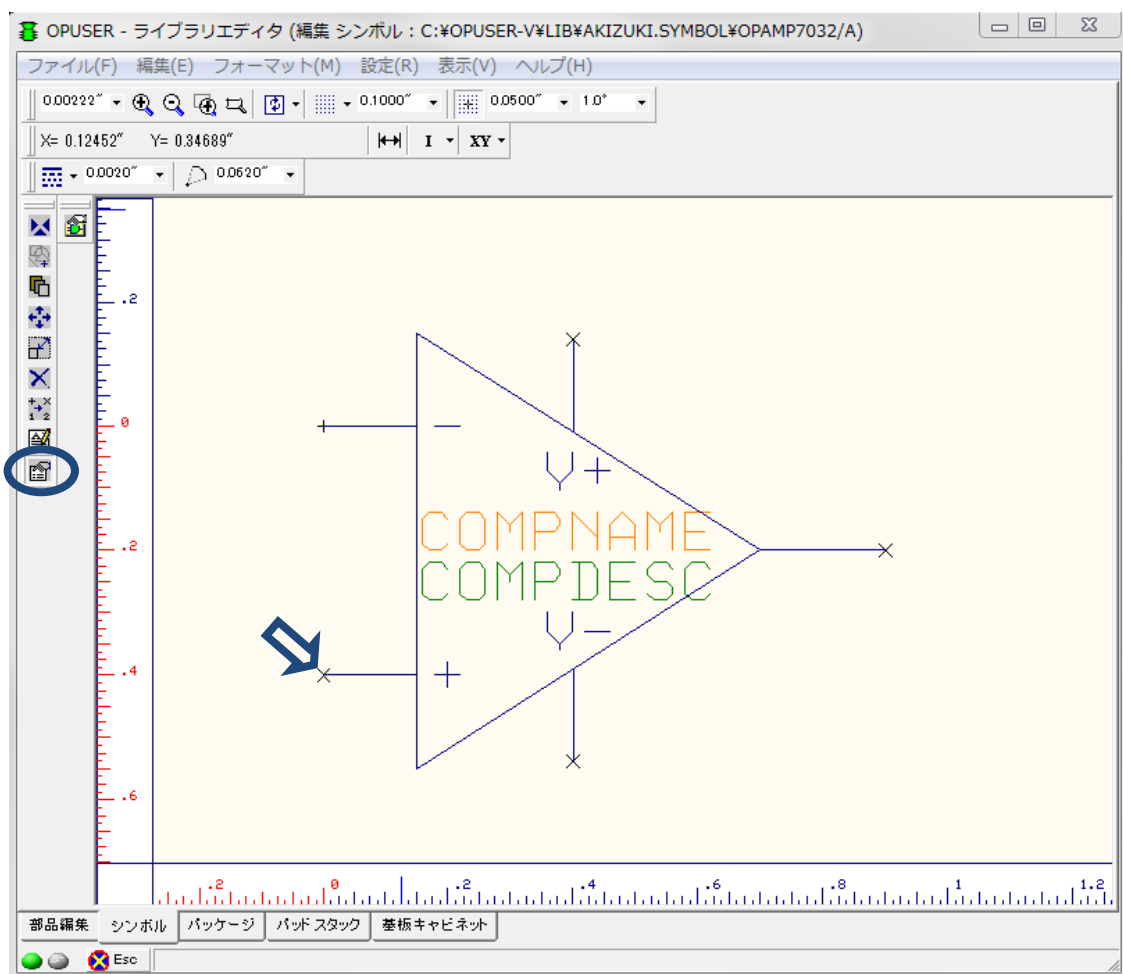 OPUSER - ライブラリエディタ (編集 シンボル : C:¥OPUSER-V¥LIB¥AKIZUKI.SYMBOL¥OPAMP7032/A)
ファイル(F) 編集(E) フォーマット(M) 設定(R) 表示(V) ヘルプ(H)
0.00222" 0.1000" 0.0500" 1.0°
X= 0.12452" Y= 0.34689" I XY
0.0020" 0.0620"
.2
0
V+
COMPNAME
.2
COMPDESC
V-
.4
+
.6
.2 0 .2 .4 .6 .8 1 1.2
部品編集 シンボル パッケージ パッド スタック 基板キャビネット
Esc